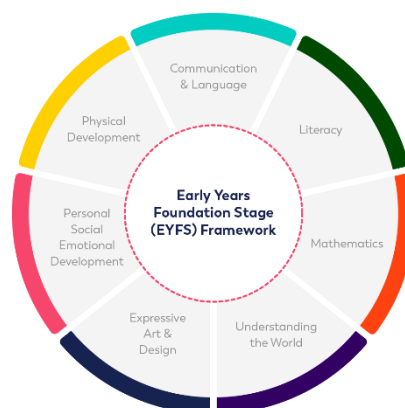 Communication
& Language
Literacy
Mathematics
Understanding
the World
Expressive
Art &
Design
Personal
Social
Emotional
Development
Physical
Development
Early Years
Foundation Stage
(EYFS) Framework